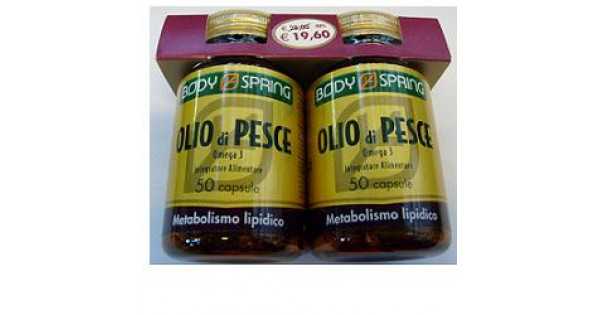 € 19,60
BODY SPRING
OLIO di PESCE
Omega 3
Integratore Alimentare
50 capsule
Metabolismo lipidico
BODY SPRING
OLIO di PESCE
Omega 3
Integratore Alimentare
50 capsule
Metabolismo lipidico